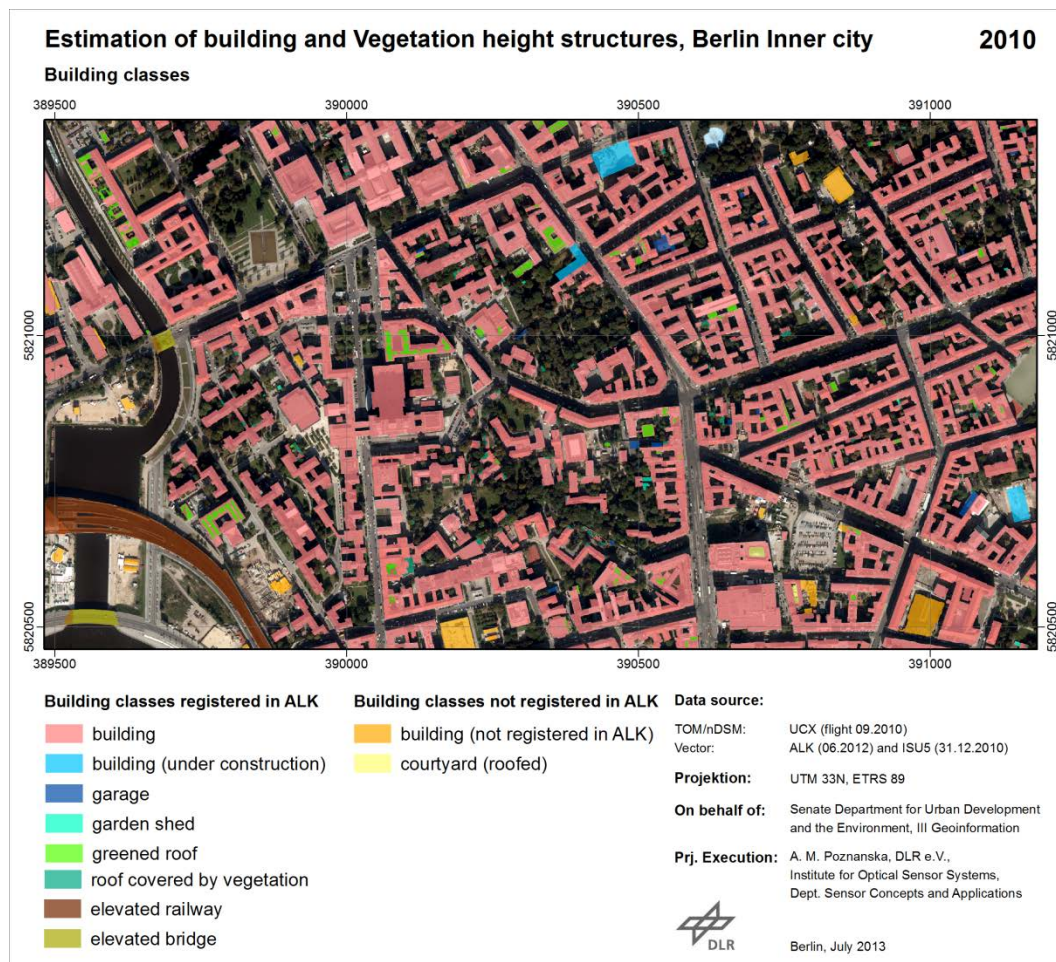 Estimation of building and Vegetation height structures, Berlin Inner city 2010
Building classes
389500 390000 390500 391000
5821000 5821000
5820500 5820500
389500 390000 390500 391000
Building classes registered in ALK
building
building (under construction)
garage
garden shed
greened roof
roof covered by vegetation
elevated railway
elevated bridge
Building classes not registered in ALK
building (not registered in ALK)
courtyard (roofed)
Data source:
TOM/nDSM: UCX (flight 09.2010)
Vector: ALK (06.2012) and ISU5 (31.12.2010)
Projektion: UTM 33N, ETRS 89
On behalf of: Senate Department for Urban Development
and the Environment, III Geoinformation
Prj. Execution: A. M. Poznanska, DLR e.V.,
Institute for Optical Sensor Systems,
Dept. Sensor Concepts and Applications
DLR
Berlin, July 2013